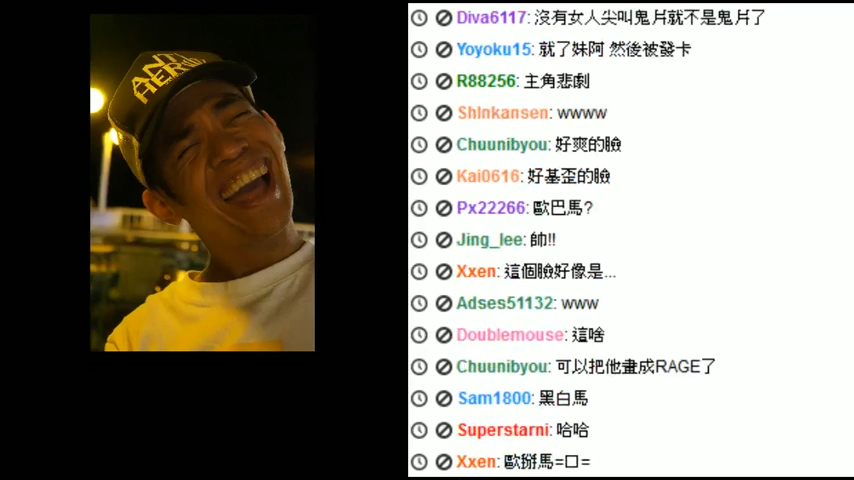 ANTI
HERO
Diva6117: 沒有女人尖叫鬼片就不是鬼片了
Yoyoku15: 就了妹阿 然後被發卡
R88256: 主角悲劇
Shinkansen: wwww
Chuunibyou: 好爽的臉
Kai0616: 好基歪的臉
Px22266: 歐巴馬?
Jing_lee: 帥!!
Xxen: 這個臉好像是...
Adses51132: www
Doublemouse: 這啥
Chuunibyou: 可以把他畫成RAGE了
Sam1800: 黑白馬
Superstarni: 哈哈
Xxen: 歐掰馬=口=